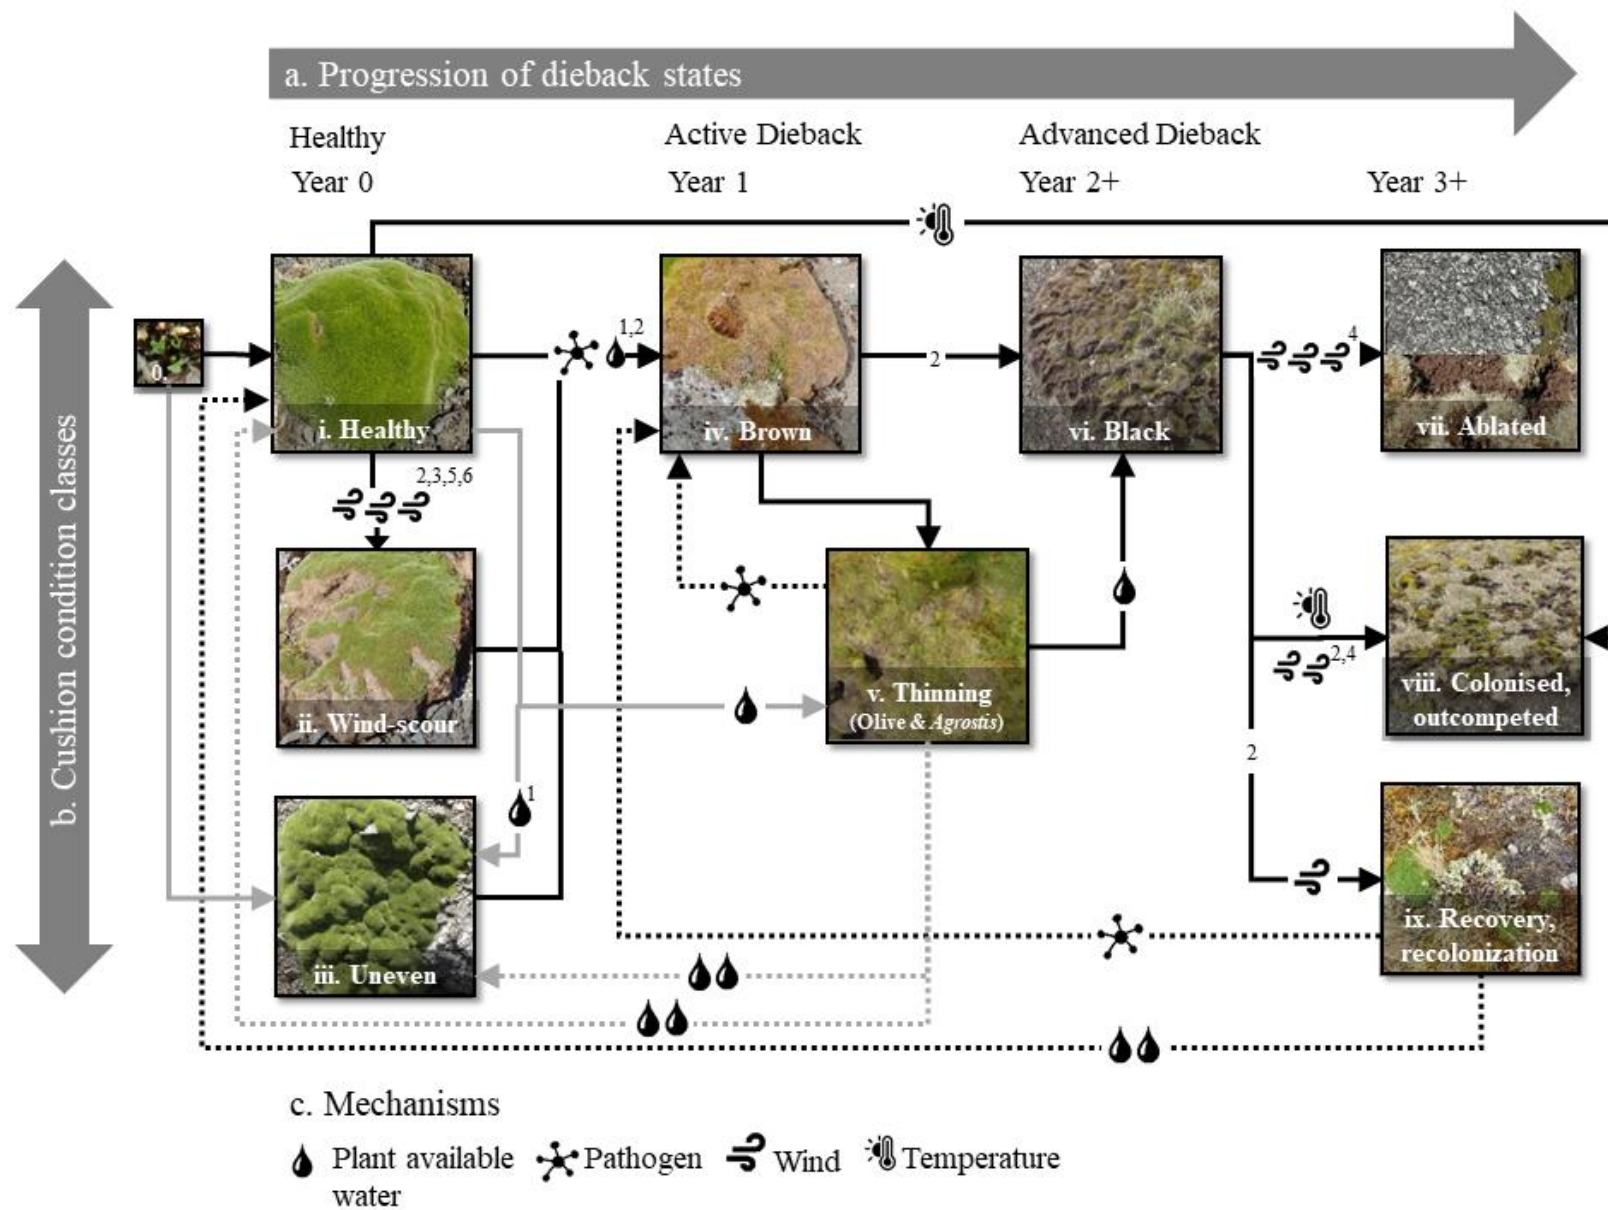 a. Progression of dieback states
Healthy
Active Dieback
Advanced Dieback
Year 0
Year 1
Year 2+
Year 3+
b. Cushion condition classes
0.
i. Healthy
1,2
iv. Brown
2
vi. Black
4
vii. Ablated
2,3,5,6
ii. Wind-scour
v. Thinning
(Olive & Agrostis)
2,4
viii. Colonised,
outcompeted
1
2
iii. Uneven
ix. Recovery,
recolonization
c. Mechanisms
Plant available
water
Pathogen
Wind
Temperature